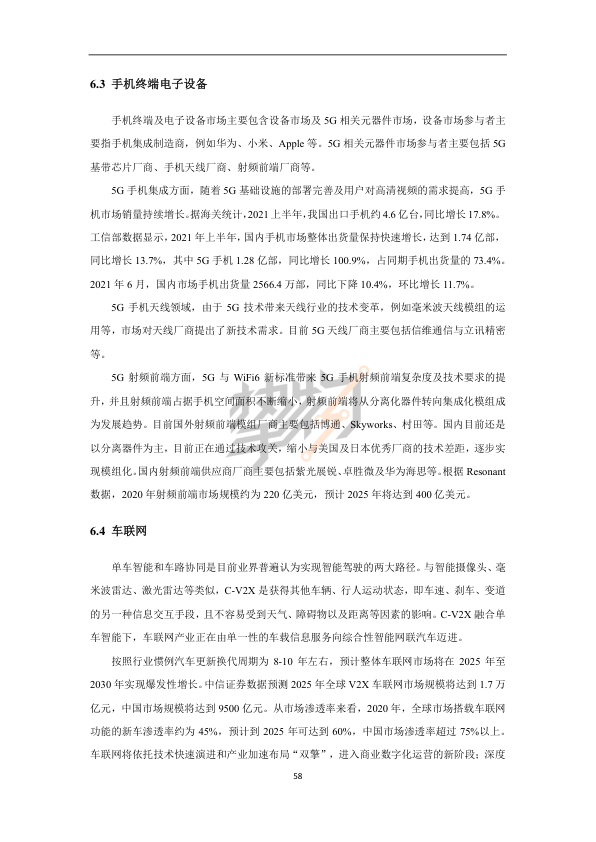 6.3 手机终端电子设备
手机终端及电子设备市场主要包含设备市场及 5G 相关元器件市场，设备市场参与者主
要指手机集成制造商，例如华为、小米、Apple 等。5G 相关元器件市场参与者主要包括 5G
基带芯片厂商、手机天线厂商、射频前端厂商等。
5G 手机集成方面，随着 5G 基础设施的部署完善及用户对高清视频的需求提高，5G 手
机市场销量持续增长。据海关统计，2021 上半年，我国出口手机约 4.6 亿台，同比增长 17.8%。
工信部数据显示，2021 年上半年，国内手机市场整体出货量保持快速增长，达到 1.74 亿部，
同比增长 13.7%，其中 5G 手机 1.28 亿部，同比增长 100.9%，占同期手机出货量的 73.4%。
2021 年 6 月，国内市场手机出货量 2566.4 万部，同比下降 10.4%，环比增长 11.7%。
5G 手机天线领域，由于 5G 技术带来天线行业的技术变革，例如毫米波天线模组的运
用等，市场对天线厂商提出了新技术需求。目前 5G 天线厂商主要包括信维通信与立讯精密
等。
5G 射频前端方面，5G 与 WiFi6 新标准带来 5G 手机射频前端复杂度及技术要求的提
升，并且射频前端占据手机空间面积不断缩小，射频前端将从分离化器件转向集成化模组成
为发展趋势。目前国外射频前端模组厂商主要包括博通、Skyworks、村田等。国内目前还是
以分离器件为主，目前正在通过技术攻关，缩小与美国及日本优秀厂商的技术差距，逐步实
现模组化。国内射频前端供应商厂商主要包括紫光展锐、卓胜微及华为海思等。根据 Resonant
数据，2020 年射频前端市场规模约为 220 亿美元，预计 2025 年将达到 400 亿美元。
6.4 车联网
单车智能和车路协同是目前业界普遍认为实现智能驾驶的两大路径。与智能摄像头、毫
米波雷达、激光雷达等类似，C-V2X 是获得其他车辆、行人运动状态，即车速、刹车、变道
的另一种信息交互手段，且不容易受到天气、障碍物以及距离等因素的影响。C-V2X 融合单
车智能下，车联网产业正在由单一性的车载信息服务向综合性智能网联汽车迈进。
按照行业惯例汽车更新换代周期为 8-10 年左右，预计整体车联网市场将在 2025 年至
2030 年实现爆发性增长。中信证券数据预测 2025 年全球 V2X 车联网市场规模将达到 1.7 万
亿元，中国市场规模将达到 9500 亿元。从市场渗透率来看，2020 年，全球市场搭载车联网
功能的新车渗透率约为 45%，预计到 2025 年可达到 60%，中国市场渗透率超过 75%以上。
车联网将依托技术快速演进和产业加速布局“双擎”，进入商业数字化运营的新阶段；深度
58